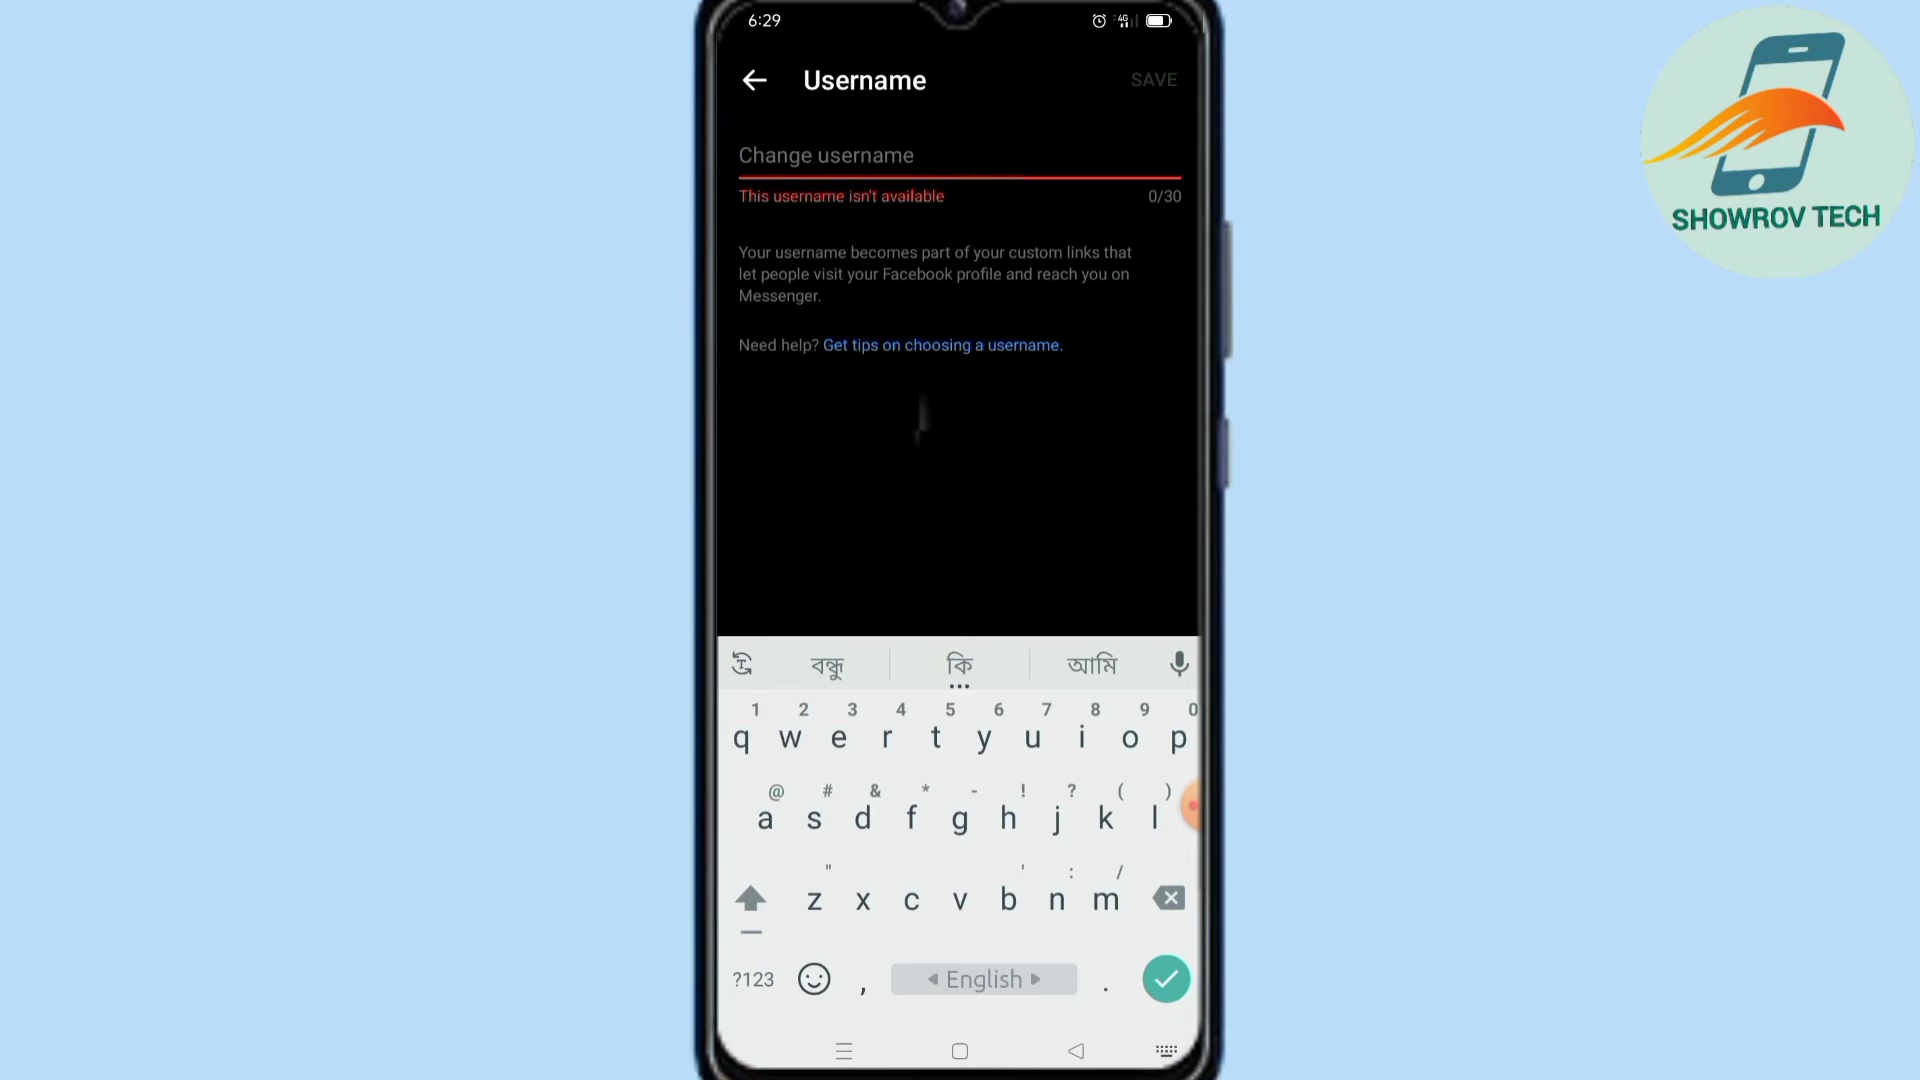 6:29
4G
Username
SAVE
Change username
This username isn't available
0/30
Your username becomes part of your custom links that
let people visit your Facebook profile and reach you on
Messenger.
Need help? Get tips on choosing a username.
SHOWROV TECH
বন্ধু
কি
আমি
1 2 3 4 5 6 7 8 9 0
q w e r t y u i o p
@ # & * - ! ? ( )
a s d f g h j k l
" ' : /
z x c v b n m
?123
,
English
.